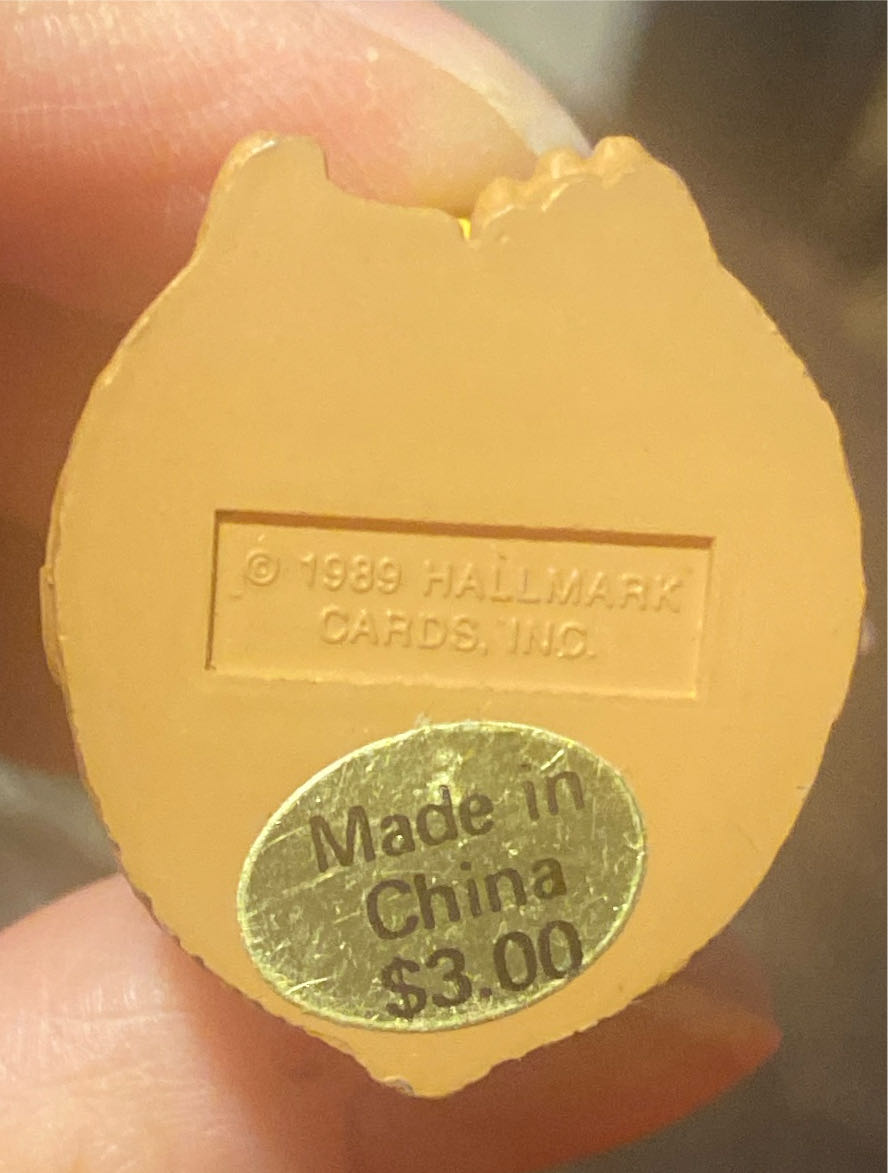 © 1989 HALLMARK
CARDS, INC.
Made in
China
$3.00